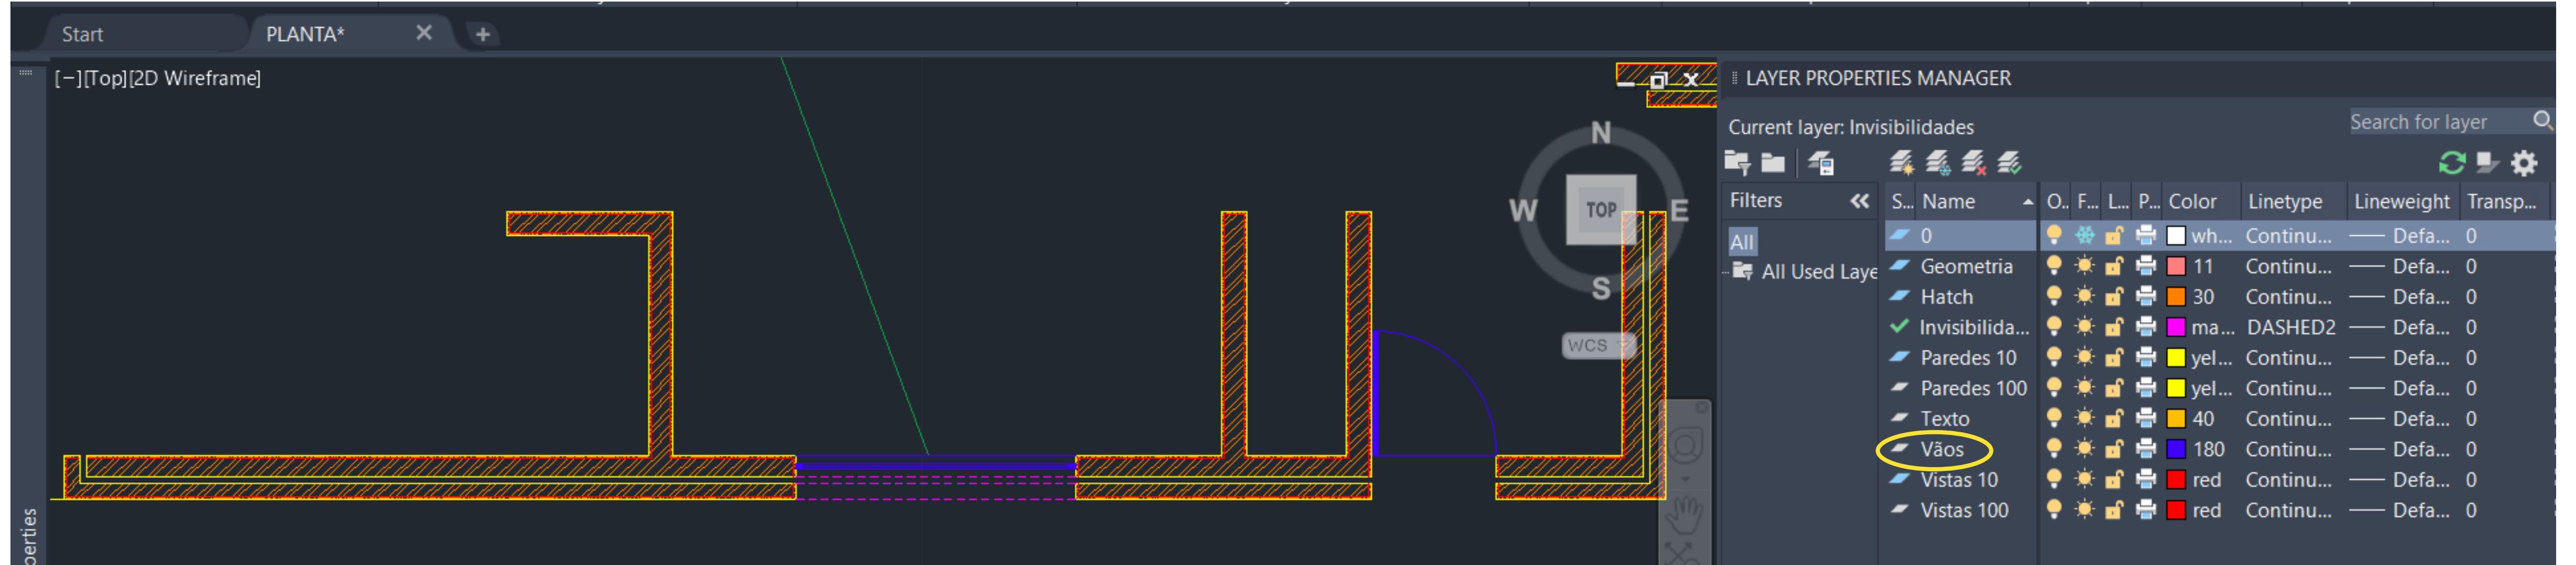 Start
PLANTA*
[−][Top][2D Wireframe]
N
W TOP E
S
WCS
LAYER PROPERTIES MANAGER
Current layer: Invisibilidades
Search for layer
Filters
All
All Used Laye
S... Name O.. F... L... P... Color Linetype Lineweight Transp...
0 wh... Continu... Defa... 0
Geometria 11 Continu... Defa... 0
Hatch 30 Continu... Defa... 0
Invisibilida... ma... DASHED2 Defa... 0
Paredes 10 yel... Continu... Defa... 0
Paredes 100 yel... Continu... Defa... 0
Texto 40 Continu... Defa... 0
Vãos 180 Continu... Defa... 0
Vistas 10 red Continu... Defa... 0
Vistas 100 red Continu... Defa... 0
perties